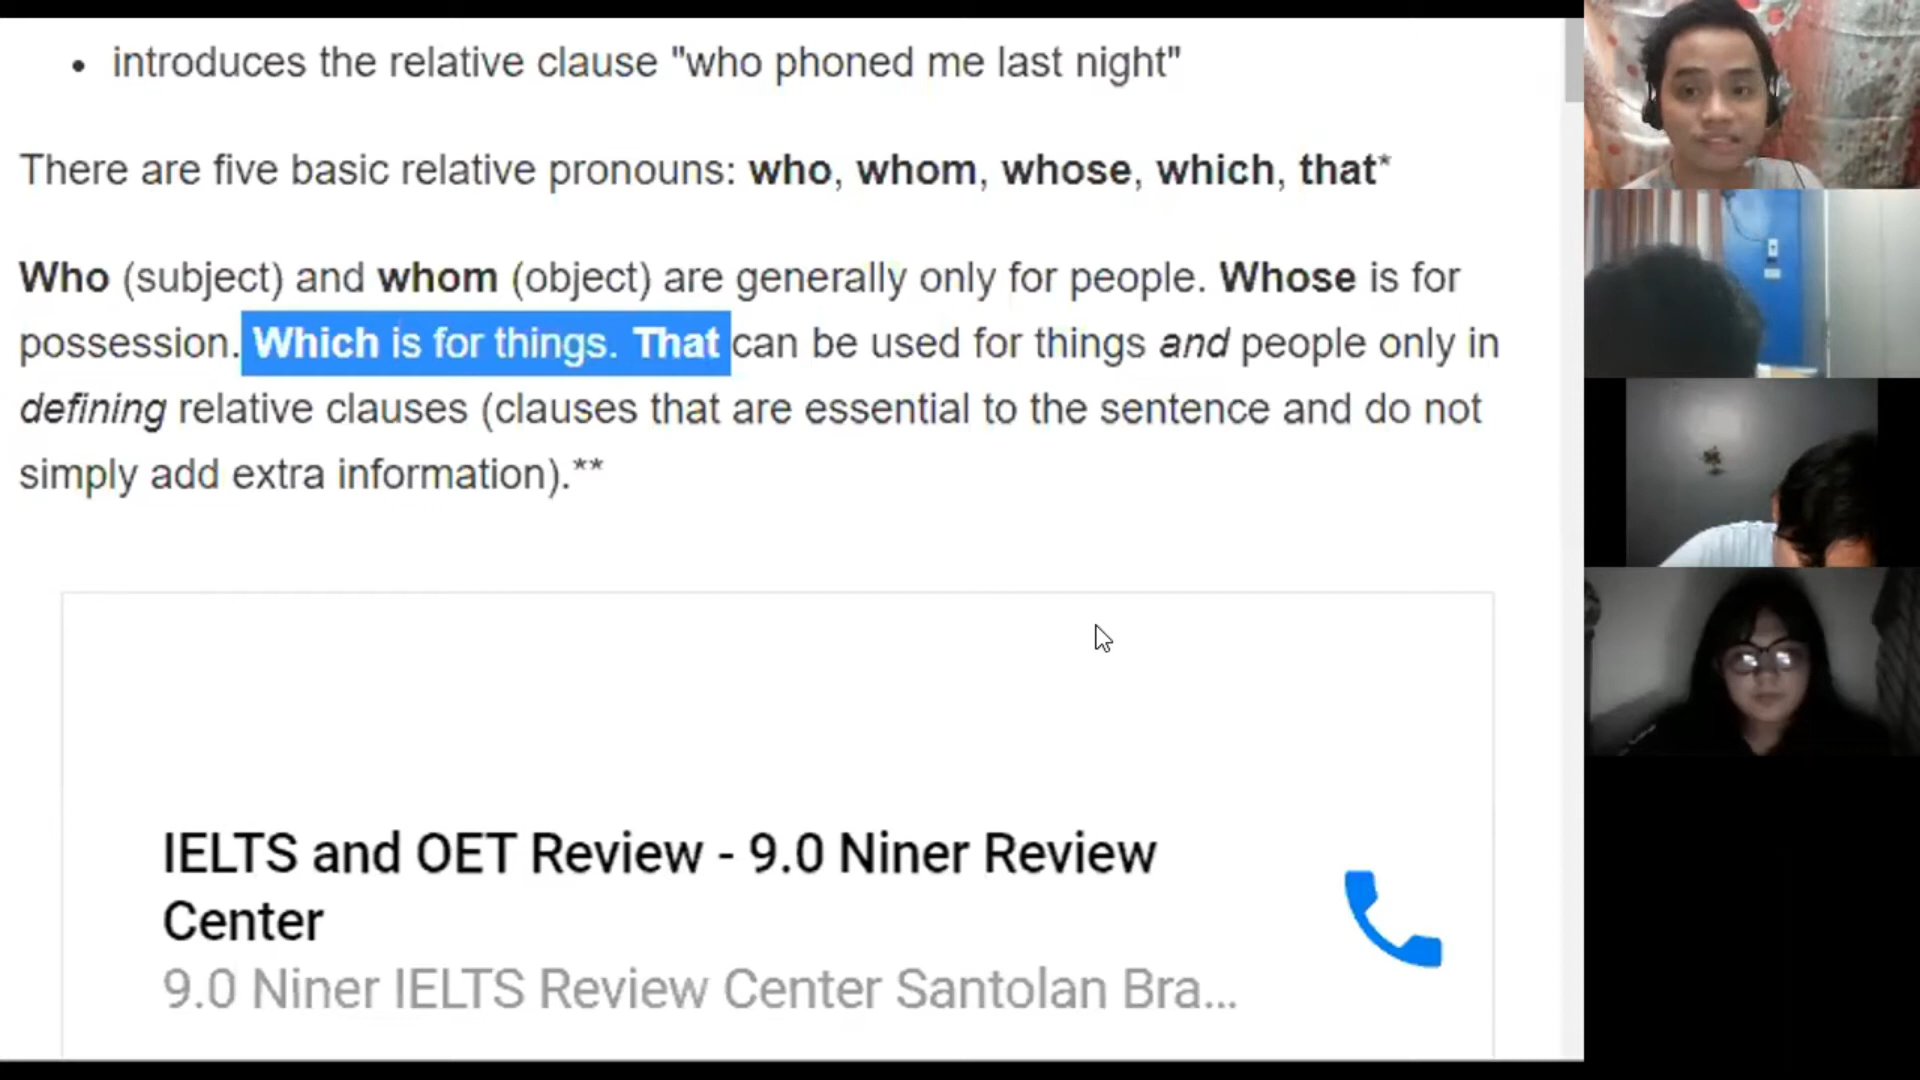 • introduces the relative clause "who phoned me last night"
There are five basic relative pronouns: who, whom, whose, which, that*
Who (subject) and whom (object) are generally only for people. Whose is for
possession. Which is for things. That can be used for things and people only in
defining relative clauses (clauses that are essential to the sentence and do not
simply add extra information).**
IELTS and OET Review - 9.0 Niner Review
Center
9.0 Niner IELTS Review Center Santolan Bra...